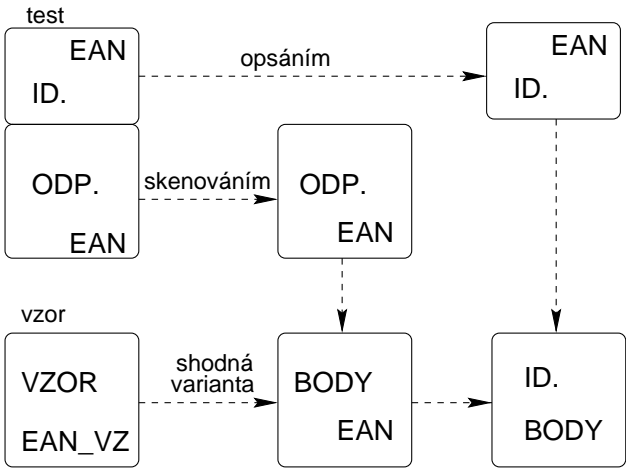 test
EAN
ID.
opsáním
EAN
ID.
ODP.
EAN
skenováním
ODP.
EAN
vzor
VZOR
EAN_VZ
shodná
varianta
BODY
EAN
ID.
BODY